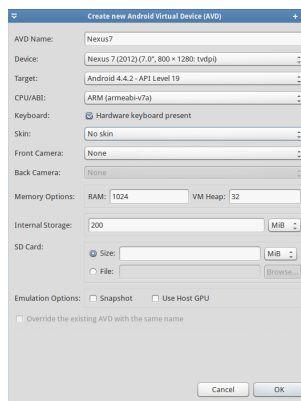 Create new Android Virtual Device (AVD)
AVD Name: Nexus7
Device: Nexus 7 (2012) (7.0", 800 × 1280: tvdpi)
Target: Android 4.4.2 - API Level 19
CPU/ABI: ARM (armeabi-v7a)
Keyboard: Hardware keyboard present
Skin: No skin
Front Camera: None
Back Camera: None
Memory Options: RAM: 1024 VM Heap: 32
Internal Storage: 200 MiB
SD Card:
Size: MiB
File: Browse...
Emulation Options: Snapshot Use Host GPU
Override the existing AVD with the same name
Cancel OK